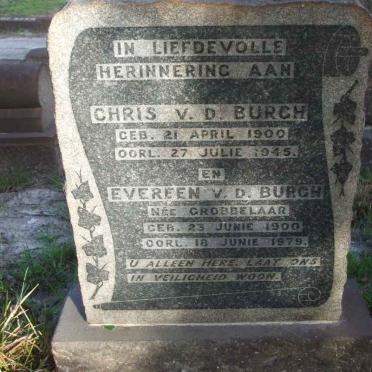 IN LIEFDEVOLLE
HERINNERING AAN
CHRIS V. D. BURGH
GEB. 21 APRIL 1900
OORL. 27 JULIE 1945.
EN
EVEREEN V. D. BURGH
NÉE GROBBELAAR
GEB. 23 JUNIE 1900
OORL. 18 JUNIE 1979.
U ALLEEN HERE, LAAT ONS
IN VEILIGHEID WOON.